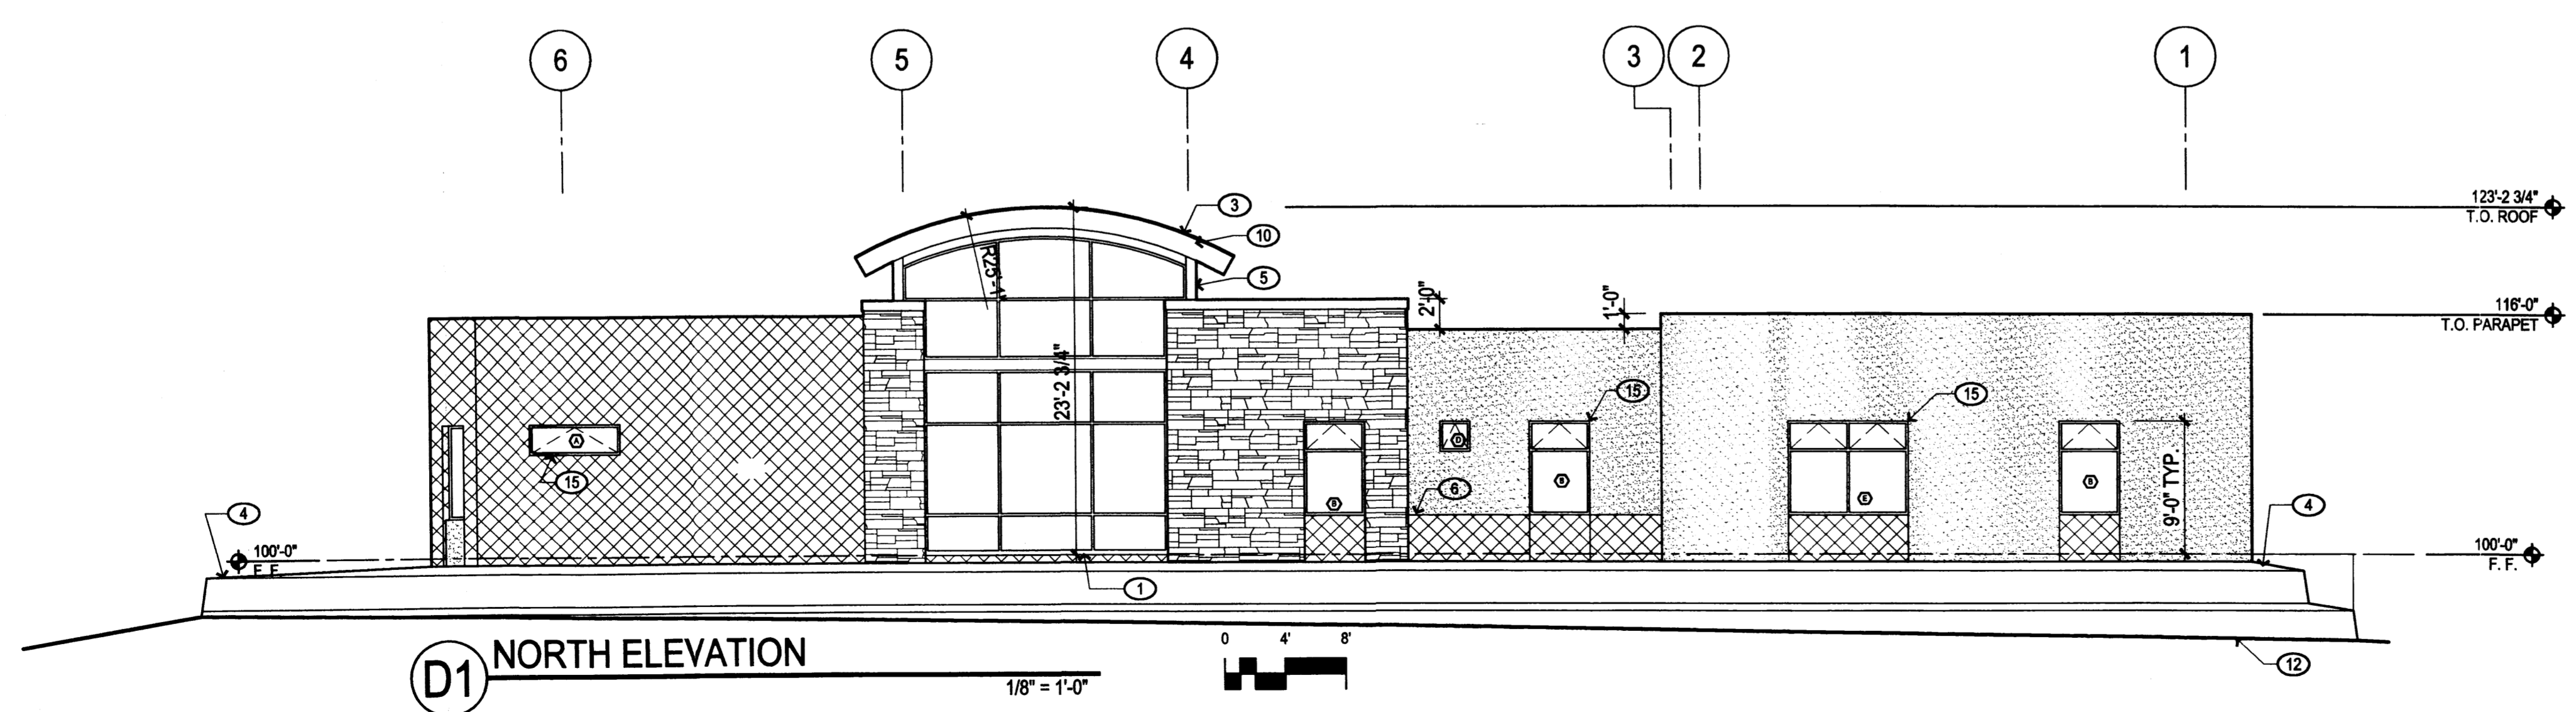 6
5
4
3
2
1
3
10
5
123'-2 3/4"
T.O. ROOF
R25'-1"
2'-0"
1'-0"
116'-0"
T.O. PARAPET
23'-2 3/4"
15
15
A
D
15
B
B
E
B
6
9'-0" TYP.
4
4
100'-0"
F. F.
100'-0"
F. F.
1
12
D1
NORTH ELEVATION
1/8" = 1'-0"
0 4' 8'